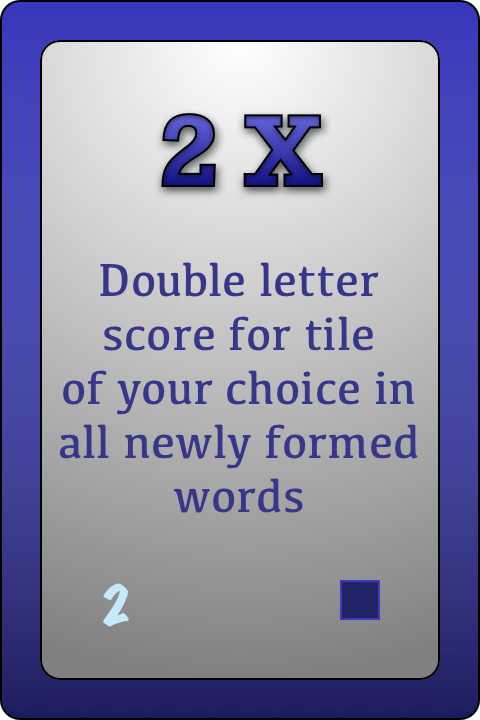 2 X
Double letter
score for tile
of your choice in
all newly formed
words
2